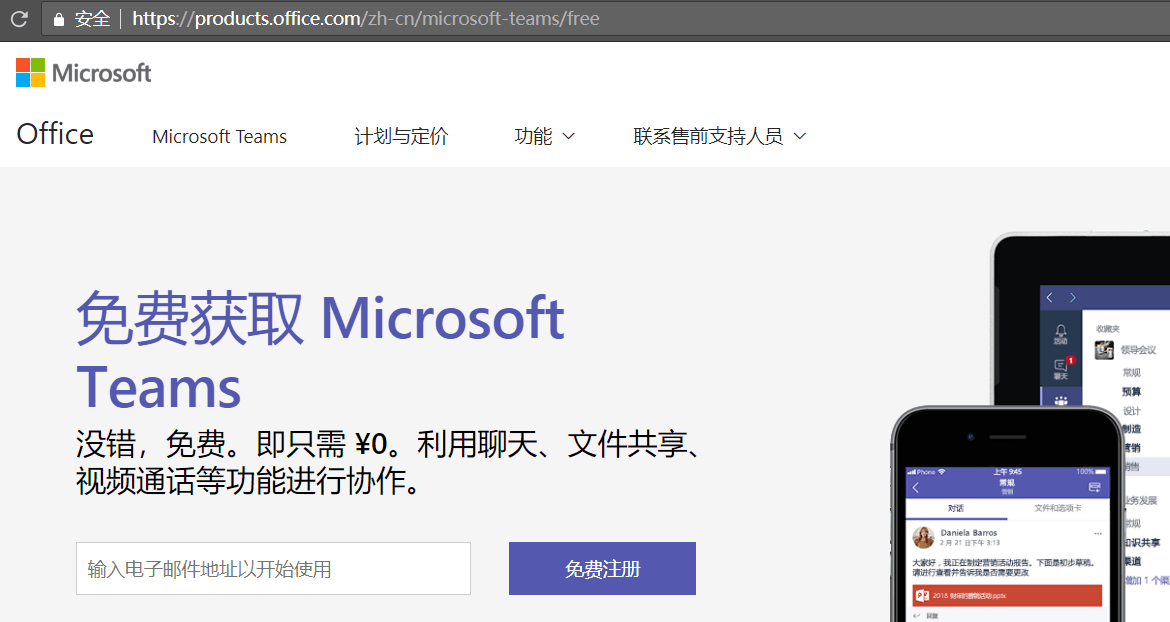 安全 https://products.office.com/zh-cn/microsoft-teams/free
Microsoft
Office Microsoft Teams 计划与定价 功能 联系售前支持人员
免费获取 Microsoft
Teams
没错，免费。即只需 ¥0。利用聊天、文件共享、
视频通话等功能进行协作。
输入电子邮件地址以开始使用 免费注册
收藏夹
活动
领导会议
常规
聊天 1
预算
设计
制造
营销
销售
业务发展
常规
知识共享
渠道
增加 1 个渠
Phone 上午 9:45 100%
常规
营销
对话 文件和选项卡
Daniela Barros
2 月 21 日下午 3:13
大家好，我正在制定营销活动报告。下面是初步草稿。
请进行查看并告诉我是否需要更改
2018 财年的营销活动.pptx
回复